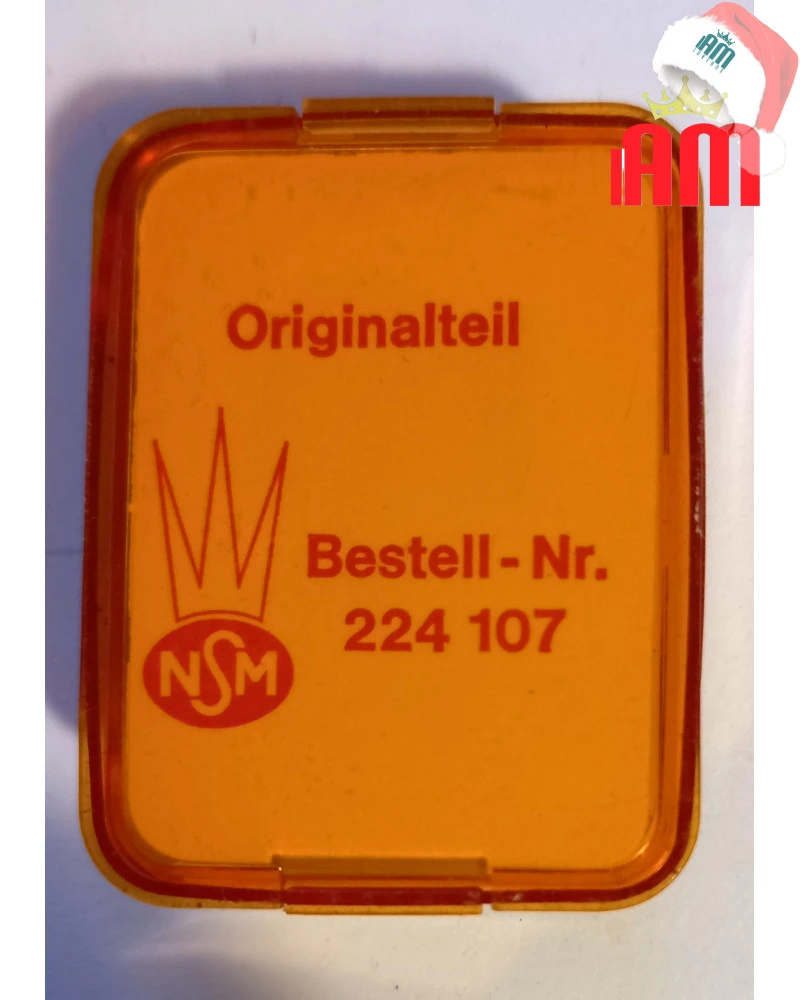 iAM
iAM
Originalteil
Bestell - Nr.
224 107
NSM